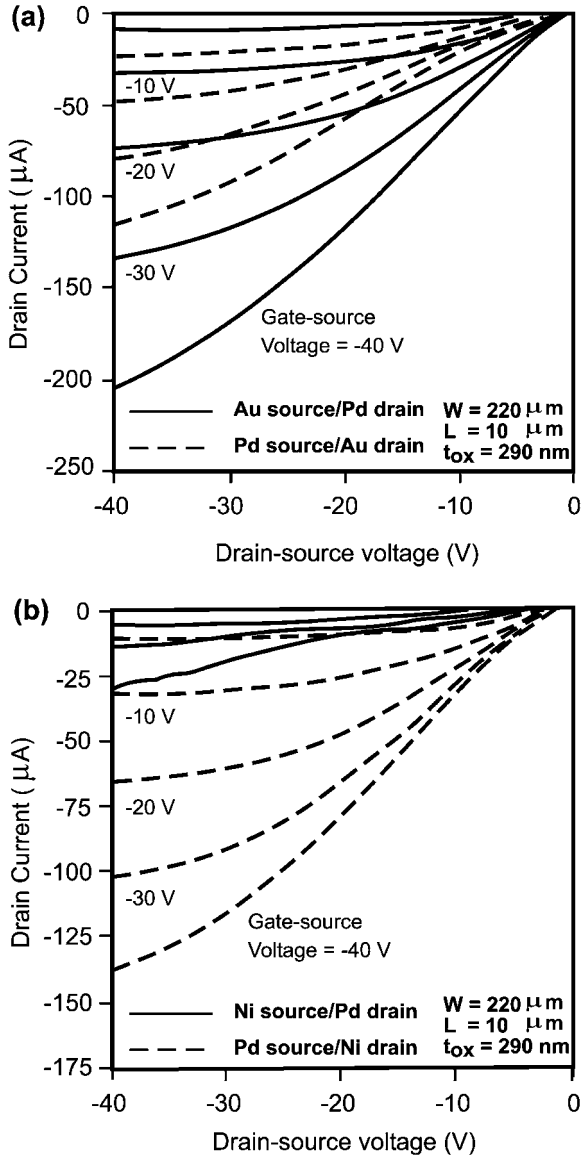 (a)
0
-50
-100
-150
-200
-250
Drain Current ( μA)
-10 V
-20 V
-30 V
Gate-source
Voltage = -40 V
Au source/Pd drain
Pd source/Au drain
W = 220 μm
L = 10 μm
tox = 290 nm
-40 -30 -20 -10 0
Drain-source voltage (V)
(b)
0
-25
-50
-75
-100
-125
-150
-175
Drain Current ( μA)
-10 V
-20 V
-30 V
Gate-source
Voltage = -40 V
Ni source/Pd drain
Pd source/Ni drain
W = 220 μm
L = 10 μm
tox = 290 nm
-40 -30 -20 -10 0
Drain-source voltage (V)